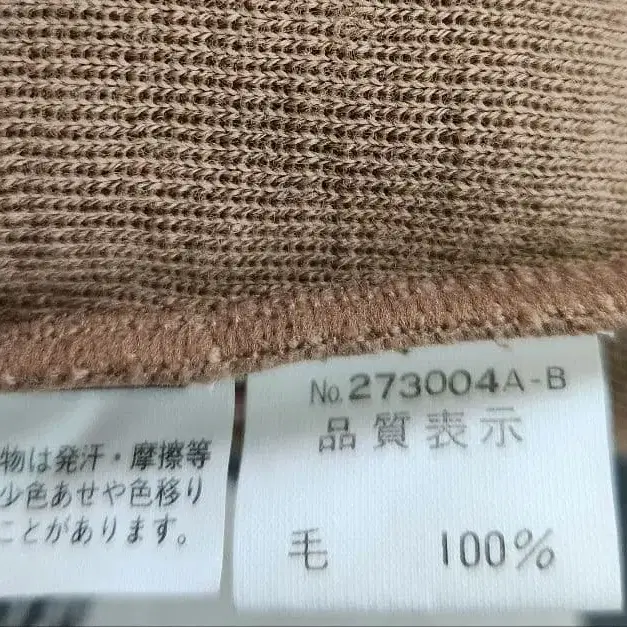 No.273004A-B
品質表示
毛 100%
物は発汗・摩擦等
少色あせや色移り
ことがあります。